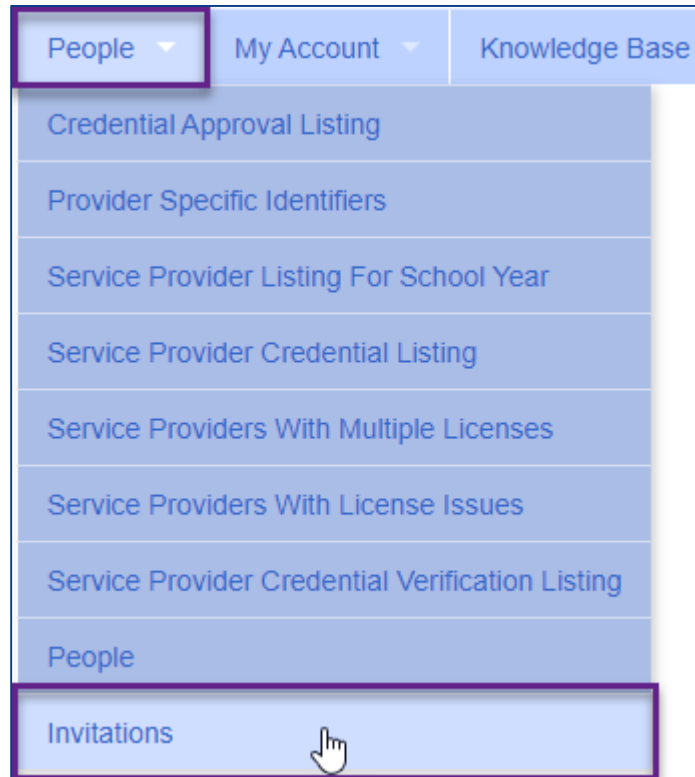 People My Account Knowledge Base
Credential Approval Listing
Provider Specific Identifiers
Service Provider Listing For School Year
Service Provider Credential Listing
Service Providers With Multiple Licenses
Service Providers With License Issues
Service Provider Credential Verification Listing
People
Invitations